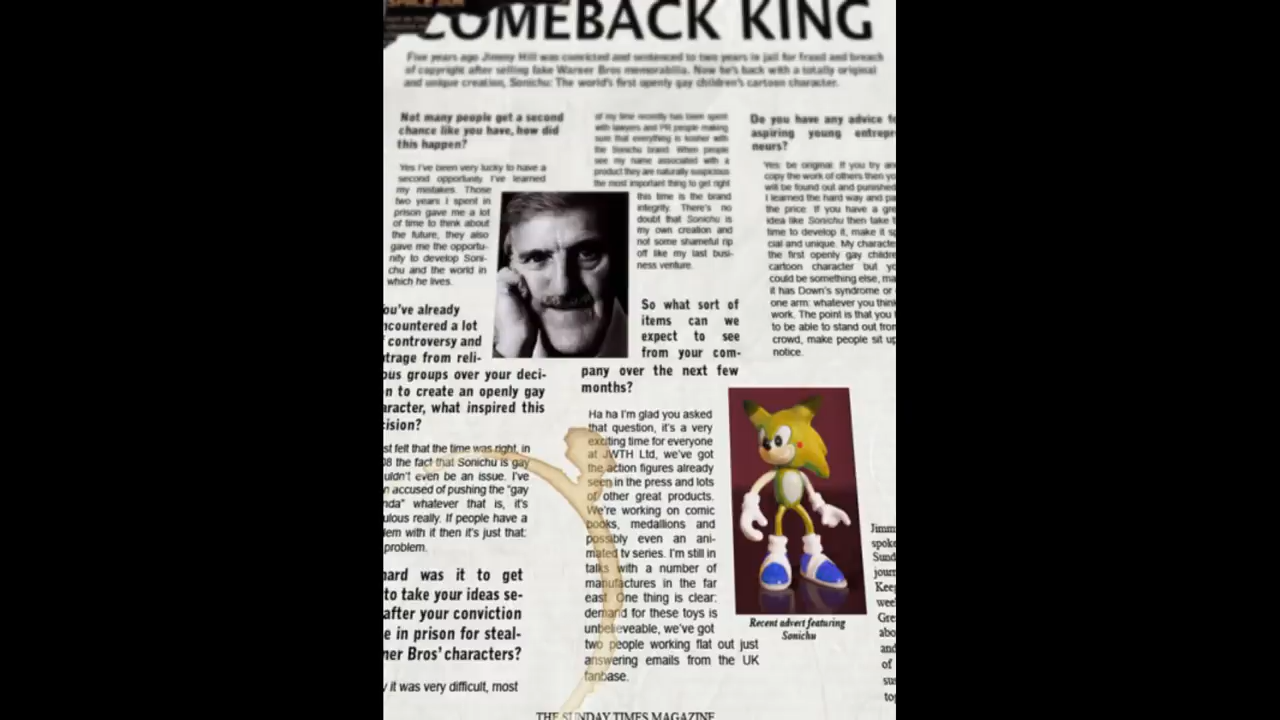 SPACE JAM
COMEBACK KING
Five years ago Jimmy Hill was convicted and sentenced to two years in jail for fraud and breach
of copyright after selling fake Warner Bros memorabilia. Now he's back with a totally original
and unique creation, Sonichu: The world's first openly gay children's cartoon character.
Not many people get a second
chance like you have, how did
this happen?
Yes I've been very lucky to have a
second opportunity. I've learned
my mistakes. Those
two years I spent in
prison gave me a lot
of time to think about
the future, they also
gave me the opportu-
nity to develop Soni-
chu and the world in
which he lives.
ou've already
ncountered a lot
f controversy and
trage from reli-
ous groups over your deci-
n to create an openly gay
aracter, what inspired this
cision?
st felt that the time was right, in
08 the fact that Sonichu is gay
uldn't even be an issue. I've
n accused of pushing the "gay
nda" whatever that is, it's
ulous really. If people have a
lem with it then it's just that:
problem.
hard was it to get
to take your ideas se-
after your conviction
e in prison for steal-
ner Bros' characters?
y it was very difficult, most
of my time recently has been spent
with lawyers and PR people making
sure that everything is kosher with
the Sonichu brand. When people
see my name associated with a
product they are naturally suspicious
the most important thing to get right
this time is the brand
integrity. There's no
doubt that Sonichu is
my own creation and
not some shameful rip
off like my last busi-
ness venture.
So what sort of
items can we
expect to see
from your com-
pany over the next few
months?
Ha ha I'm glad you asked
that question, it's a very
exciting time for everyone
at JWTH Ltd, we've got
the action figures already
seen in the press and lots
of other great products.
We're working on comic
books, medallions and
possibly even an ani-
mated tv series. I'm still in
talks with a number of
manufactures in the far
east. One thing is clear:
demand for these toys is
unbelieveable, we've got
two people working flat out just
answering emails from the UK
fanbase.
Do you have any advice fo
aspiring young entrepr
neurs?
Yes: be original. If you try an
copy the work of others then yo
will be found out and punished
I learned the hard way and pa
the price. If you have a gre
idea like Sonichu then take t
time to develop it, make it sp
cial and unique. My characte
the first openly gay childre
cartoon character but yo
could be something else, ma
it has Down's syndrome or
one arm: whatever you think
work. The point is that you
to be able to stand out from
crowd, make people sit up
notice.
Recent advert featuring
Sonichu
Jimm
spoke
Sund
journ
Keep
wee
Gre
abo
and
of
su
to
THE SUNDAY TIMES MAGAZINE